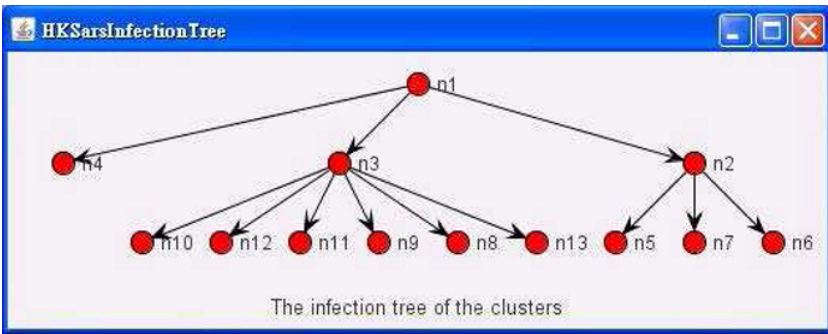 HKSarsInfectionTree
n1
n4 n3 n2
n10 n12 n11 n9 n8 n13 n5 n7 n6
The infection tree of the clusters